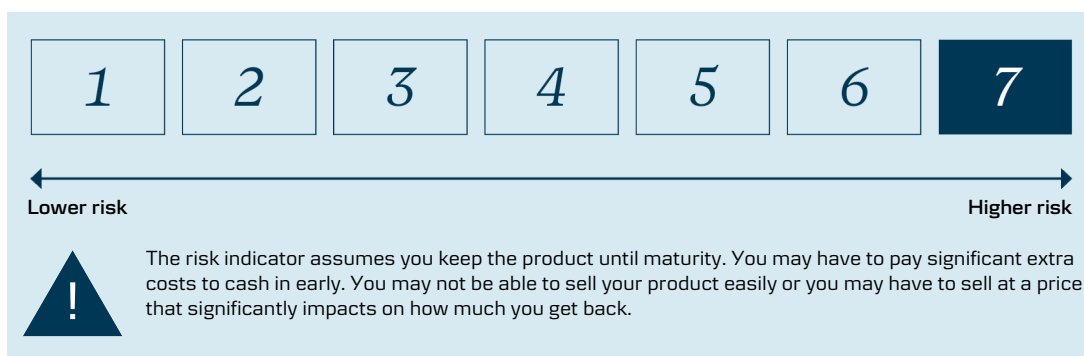 1 2 3 4 5 6 7
Lower risk Higher risk
The risk indicator assumes you keep the product until maturity. You may have to pay significant extra
costs to cash in early. You may not be able to sell your product easily or you may have to sell at a price
that significantly impacts on how much you get back.
!